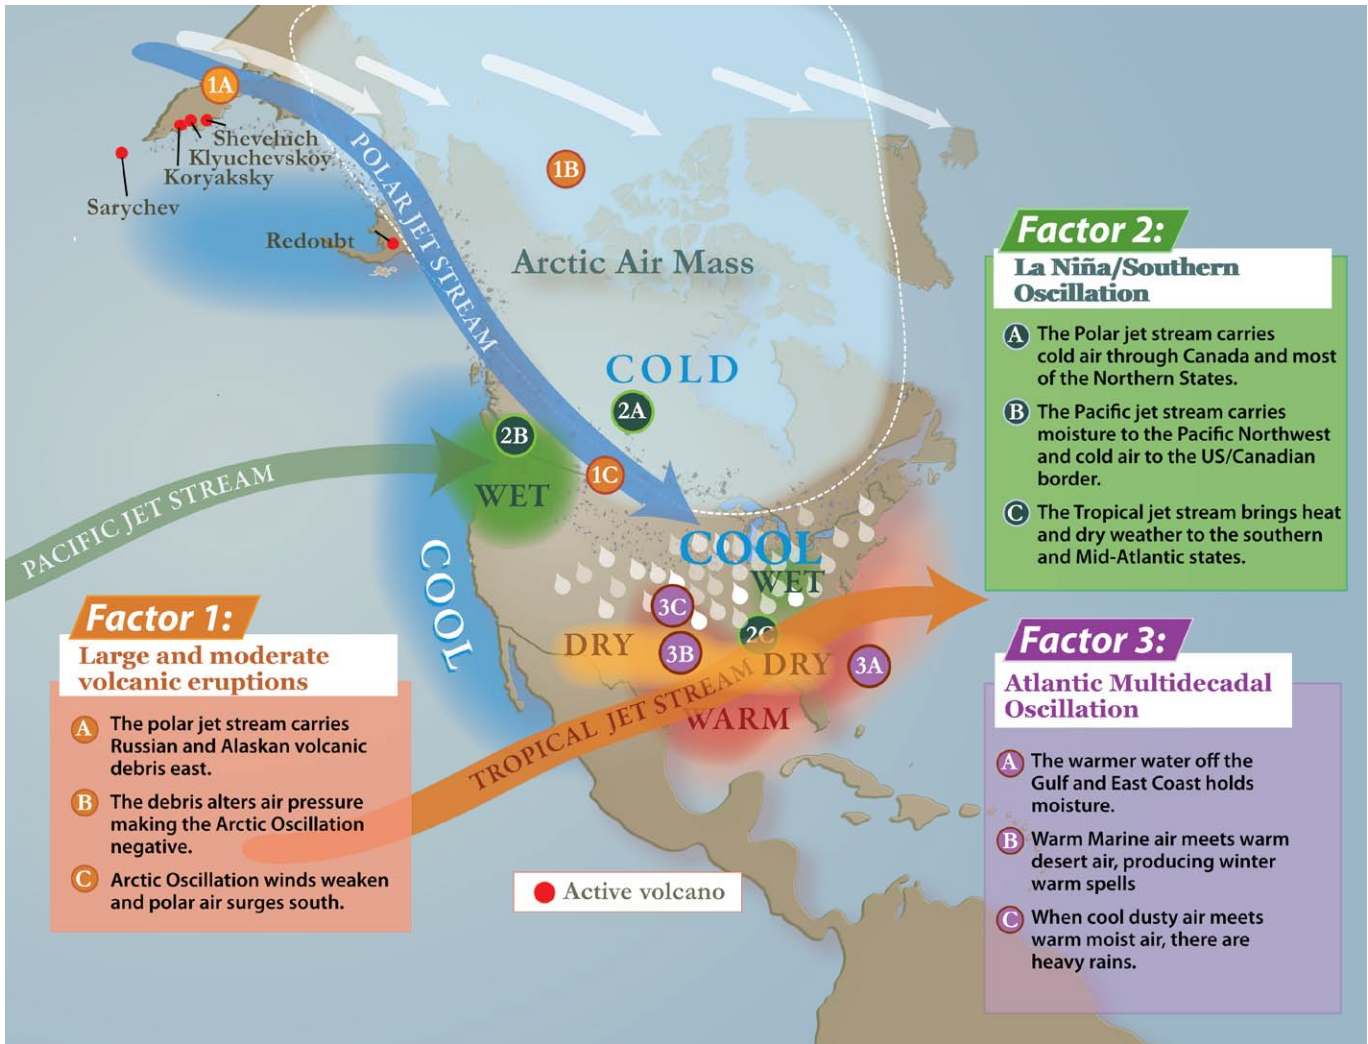 1A
Sheveluch
Klyuchevskoy
Koryaksky
Sarychev
Redoubt
POLAR JET STREAM
1B
Arctic Air Mass
COLD
2A
2B
1C
WET
PACIFIC JET STREAM
COOL
COOL
WET
3C
2C
DRY
3B
DRY
3A
WARM
TROPICAL JET STREAM
Active volcano
Factor 1:
Large and moderate
volcanic eruptions
A The polar jet stream carries
Russian and Alaskan volcanic
debris east.
B The debris alters air pressure
making the Arctic Oscillation
negative.
C Arctic Oscillation winds weaken
and polar air surges south.
Factor 2:
La Niña/Southern
Oscillation
A The Polar jet stream carries
cold air through Canada and most
of the Northern States.
B The Pacific jet stream carries
moisture to the Pacific Northwest
and cold air to the US/Canadian
border.
C The Tropical jet stream brings heat
and dry weather to the southern
and Mid-Atlantic states.
Factor 3:
Atlantic Multidecadal
Oscillation
A The warmer water off the
Gulf and East Coast holds
moisture.
B Warm Marine air meets warm
desert air, producing winter
warm spells
C When cool dusty air meets
warm moist air, there are
heavy rains.